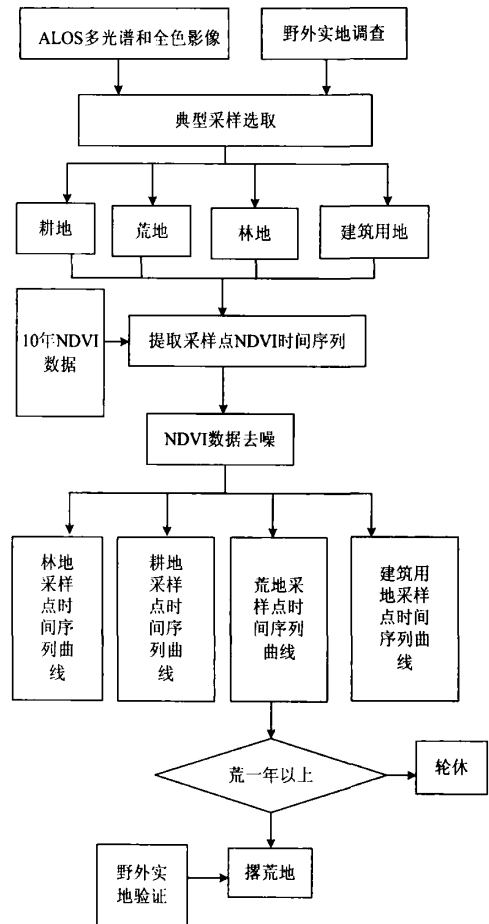 ALOS多光谱和全色影像
野外实地调查
典型采样选取
耕地
荒地
林地
建筑用地
10年NDVI
数据
提取采样点NDVI时间序列
NDVI数据去噪
林地
采样
点时
间序
列曲
线
耕地
采样
点时
间序
列曲
线
荒地采
样点时
间序列
曲线
建筑用
地采样
点时间
序列曲
线
荒一年以上
轮休
野外实
地验证
撂荒地